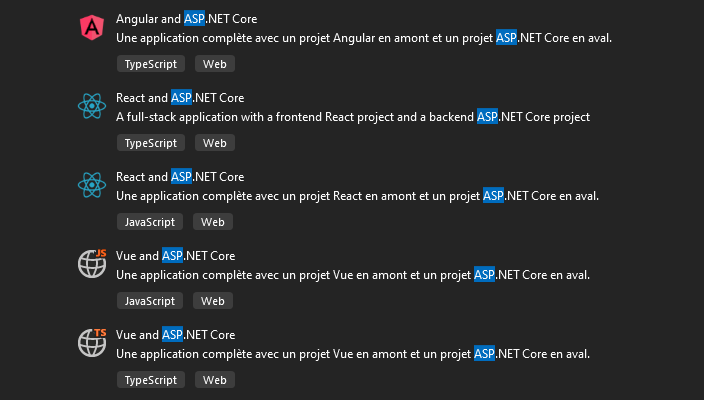 Angular and ASP.NET Core
Une application complète avec un projet Angular en amont et un projet ASP.NET Core en aval.
TypeScript Web
React and ASP.NET Core
A full-stack application with a frontend React project and a backend ASP.NET Core project
TypeScript Web
React and ASP.NET Core
Une application complète avec un projet React en amont et un projet ASP.NET Core en aval.
JavaScript Web
JS Vue and ASP.NET Core
Une application complète avec un projet Vue en amont et un projet ASP.NET Core en aval.
JavaScript Web
TS Vue and ASP.NET Core
Une application complète avec un projet Vue en amont et un projet ASP.NET Core en aval.
TypeScript Web